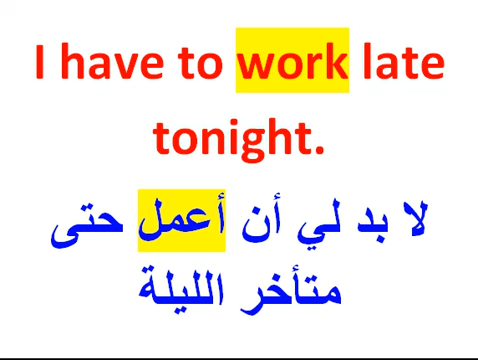 I have to work late
tonight.
لا بد لي أن أعمل حتى
متأخر الليلة